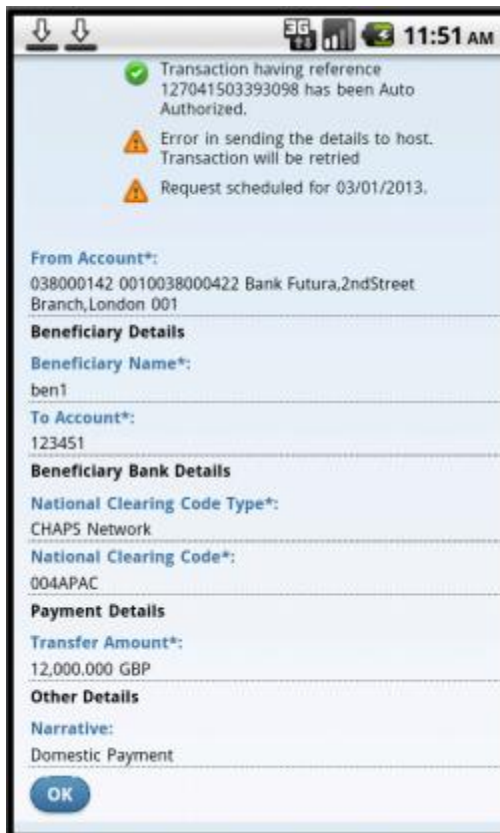 3G 11:51 AM
Transaction having reference
127041503393098 has been Auto
Authorized.
Error in sending the details to host.
Transaction will be retried
Request scheduled for 03/01/2013.
From Account*:
038000142 0010038000422 Bank Futura,2ndStreet
Branch,London 001
Beneficiary Details
Beneficiary Name*:
ben1
To Account*:
123451
Beneficiary Bank Details
National Clearing Code Type*:
CHAPS Network
National Clearing Code*:
004APAC
Payment Details
Transfer Amount*:
12,000.000 GBP
Other Details
Narrative:
Domestic Payment
OK